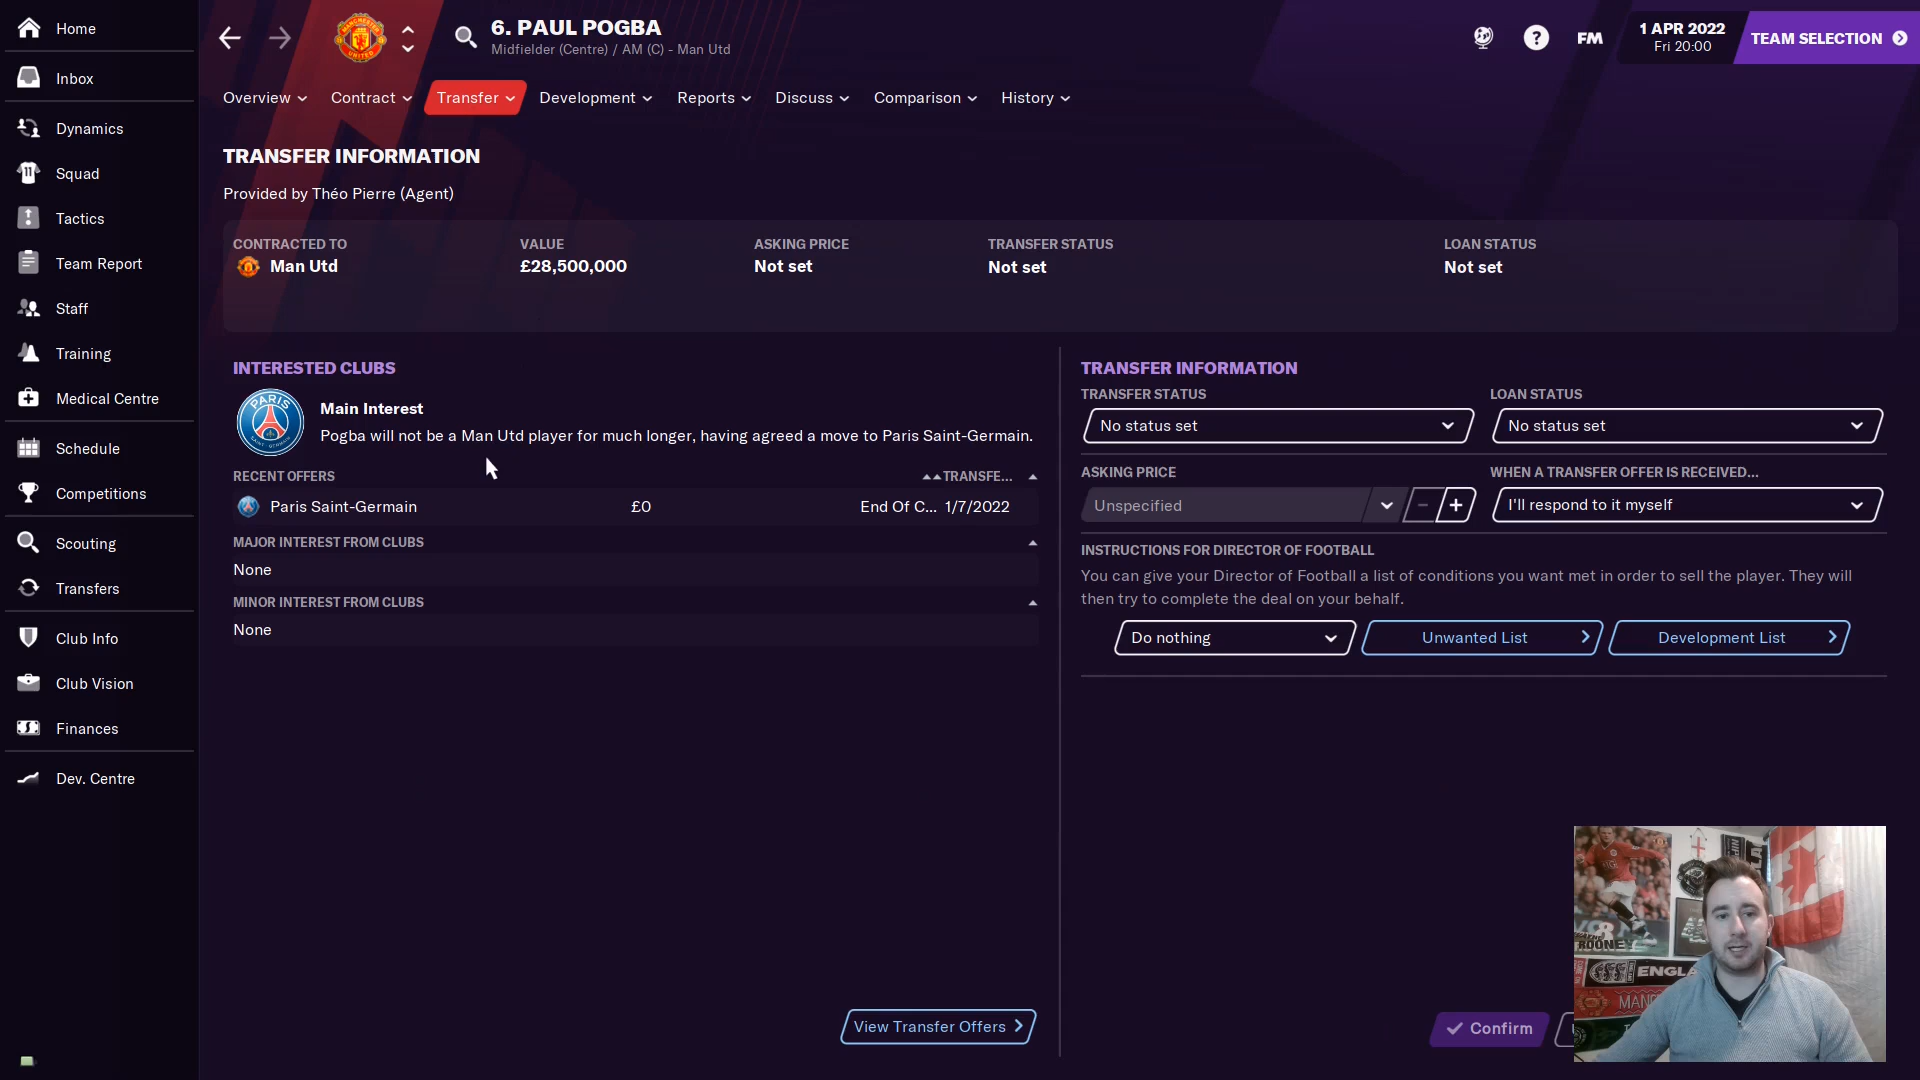 Home
Inbox
Dynamics
Squad
Tactics
Team Report
Staff
Training
Medical Centre
Schedule
Competitions
Scouting
Transfers
Club Info
Club Vision
Finances
Dev. Centre
6. PAUL POGBA
Midfielder (Centre) / AM (C) - Man Utd
FM
1 APR 2022
Fri 20:00
TEAM SELECTION
Overview
Contract
Transfer
Development
Reports
Discuss
Comparison
History
TRANSFER INFORMATION
Provided by Théo Pierre (Agent)
CONTRACTED TO
Man Utd
VALUE
£28,500,000
ASKING PRICE
Not set
TRANSFER STATUS
Not set
LOAN STATUS
Not set
INTERESTED CLUBS
PARIS
SAINT-GERMAIN
Main Interest
Pogba will not be a Man Utd player for much longer, having agreed a move to Paris Saint-Germain.
RECENT OFFERS TRANSFE...
Paris Saint-Germain £0 End Of C... 1/7/2022
MAJOR INTEREST FROM CLUBS
None
MINOR INTEREST FROM CLUBS
None
View Transfer Offers
TRANSFER INFORMATION
TRANSFER STATUS
No status set
LOAN STATUS
No status set
ASKING PRICE
Unspecified
WHEN A TRANSFER OFFER IS RECEIVED...
I'll respond to it myself
INSTRUCTIONS FOR DIRECTOR OF FOOTBALL
You can give your Director of Football a list of conditions you want met in order to sell the player. They will
then try to complete the deal on your behalf.
Do nothing
Unwanted List
Development List
Confirm
ROONEY
ENGLA
MANC